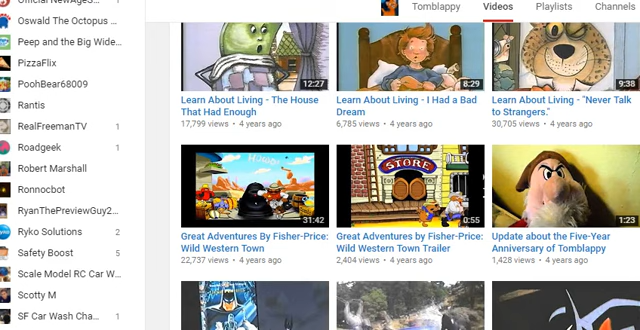 Official NewAgeS...
Tomblappy Videos Playlists Channels
Oswald The Octopus ...
Peep and the Big Wide...
PizzaFlix
PoohBear68009
Rantis
RealFreemanTV 1
Roadgeek 1
Robert Marshall
Ronnocbot
RyanThePreviewGuy2...
Ryko Solutions 2
Safety Boost 5
Scale Model RC Car W...
Scotty M
SF Car Wash Cha... 1
12:27
8:29
9:38
Learn About Living - The House
That Had Enough
17,799 views • 4 years ago
Learn About Living - I Had a Bad
Dream
6,785 views • 4 years ago
Learn About Living - "Never Talk
to Strangers."
30,705 views • 4 years ago
HOWDY
31:42
STORE
0:55
1:23
Great Adventures By Fisher-Price:
Wild Western Town
22,737 views • 4 years ago
Great Adventures by Fisher-Price:
Wild Western Town Trailer
2,404 views • 4 years ago
Update about the Five-Year
Anniversary of Tomblappy
1,428 views • 4 years ago